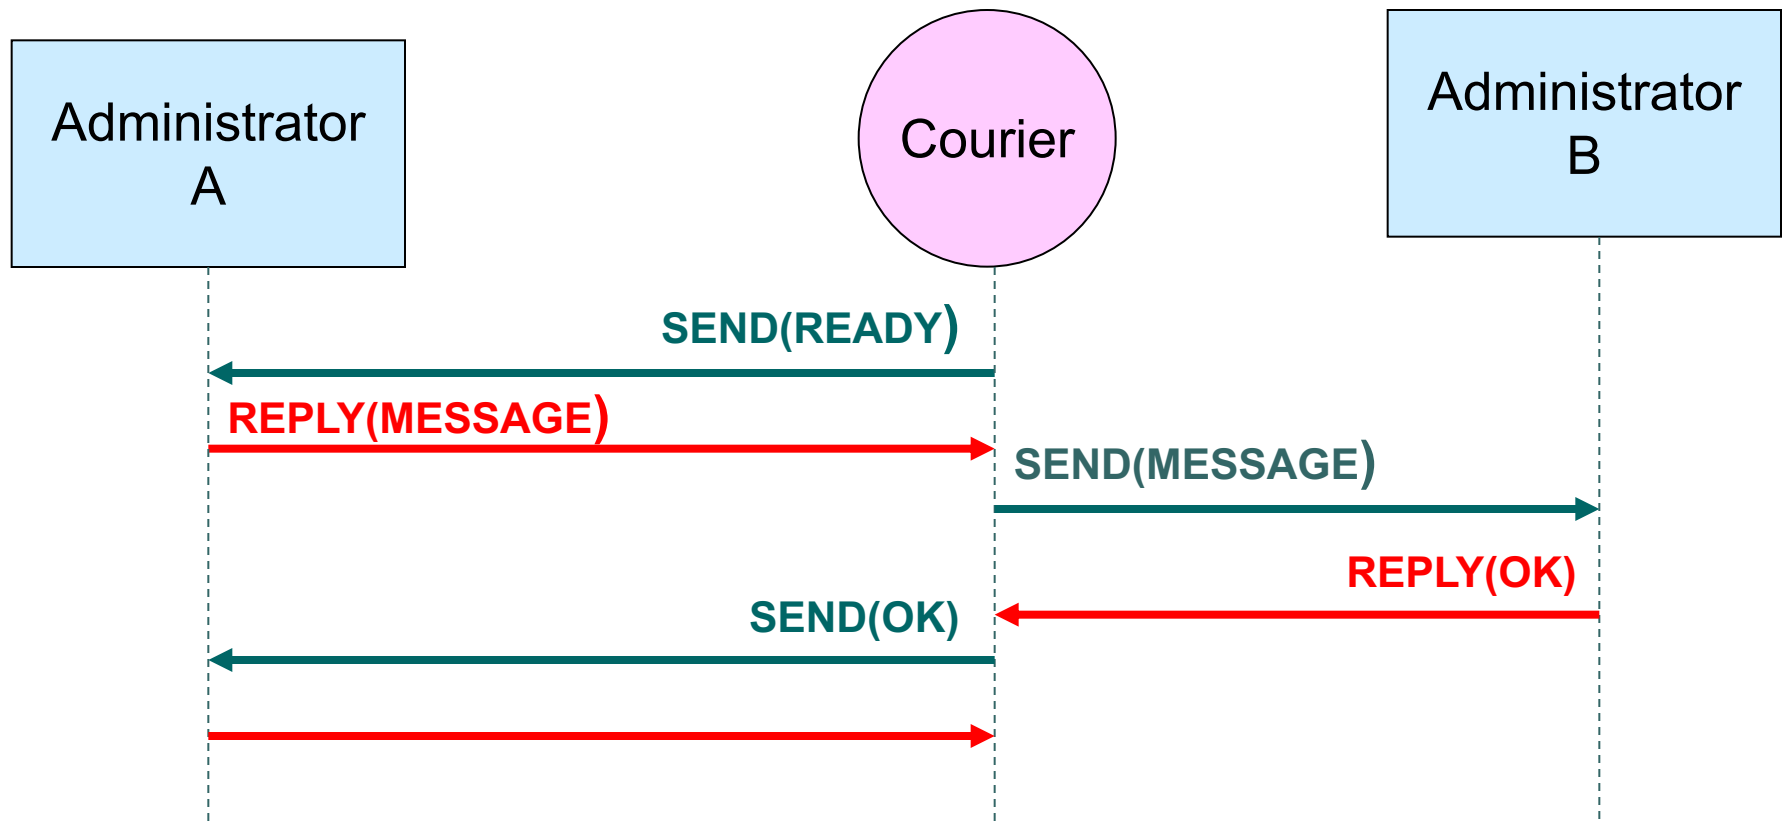 Administrator
A
Courier
Administrator
B
SEND(READY)
REPLY(MESSAGE)
SEND(MESSAGE)
REPLY(OK)
SEND(OK)